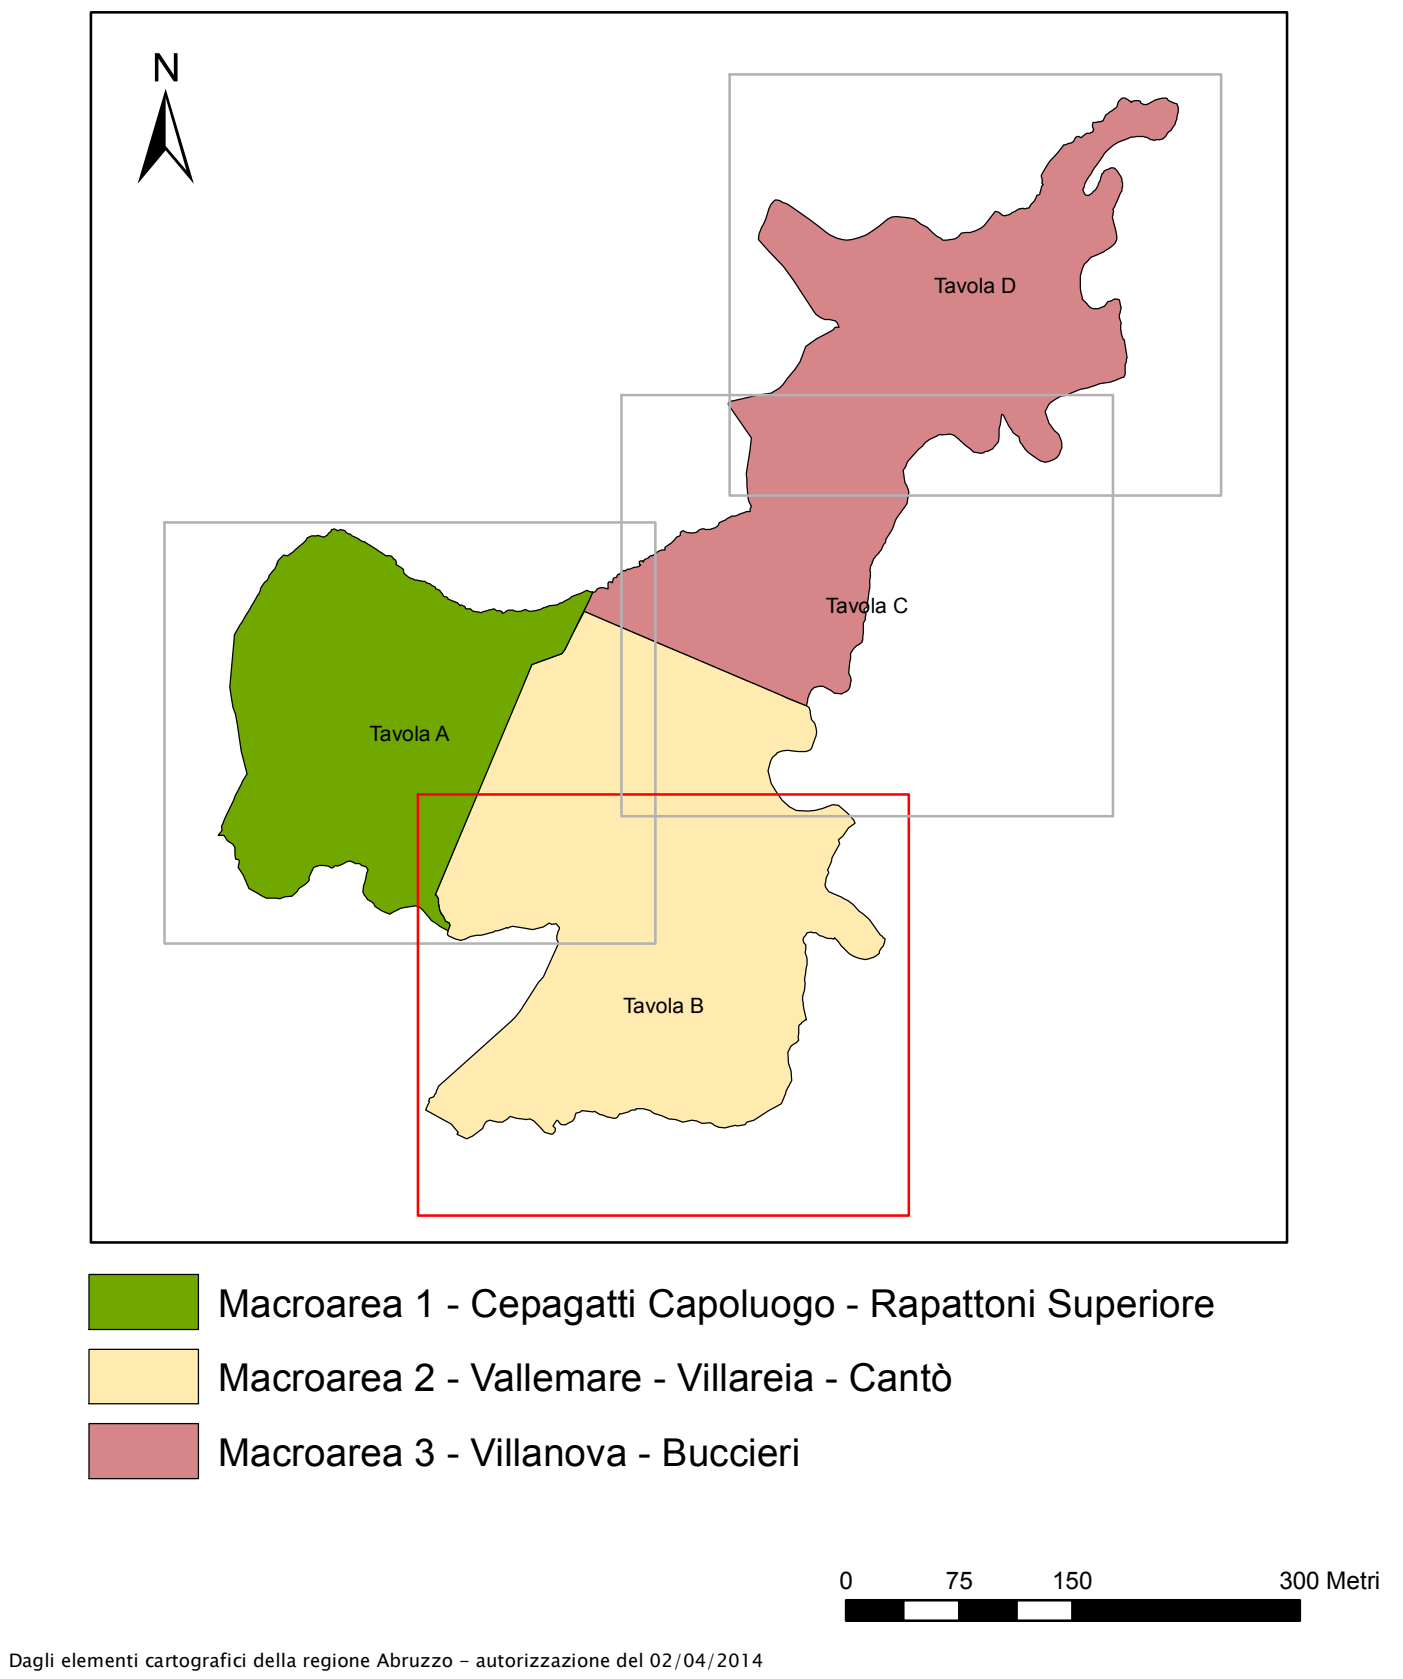 N
Tavola D
Tavola C
Tavola A
Tavola B
Macroarea 1 - Cepagatti Capoluogo - Rapattoni Superiore
Macroarea 2 - Vallemare - Villareia - Cantò
Macroarea 3 - Villanova - Buccieri
0 75 150 300 Metri
Dagli elementi cartografici della regione Abruzzo - autorizzazione del 02/04/2014